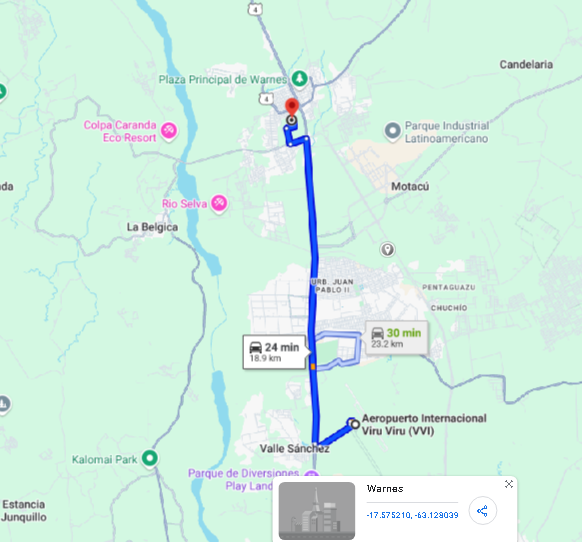 4
Candelaria
Plaza Principal de Warnes
4
Colpa Caranda
Eco Resort
Parque Industrial
Latinoamericano
Motacú
Rio Selva
La Belgica
URB. JUAN
PABLO II
PENTAGUAZU
CHUCHÍO
24 min
18.9 km
30 min
23.2 km
Aeropuerto Internacional
Viru Viru (VVI)
Valle Sánchez
Kalomai Park
Parque de Diversiones
Play Land
Estancia
Junquillo
Warnes
-17.575210, -63.128039